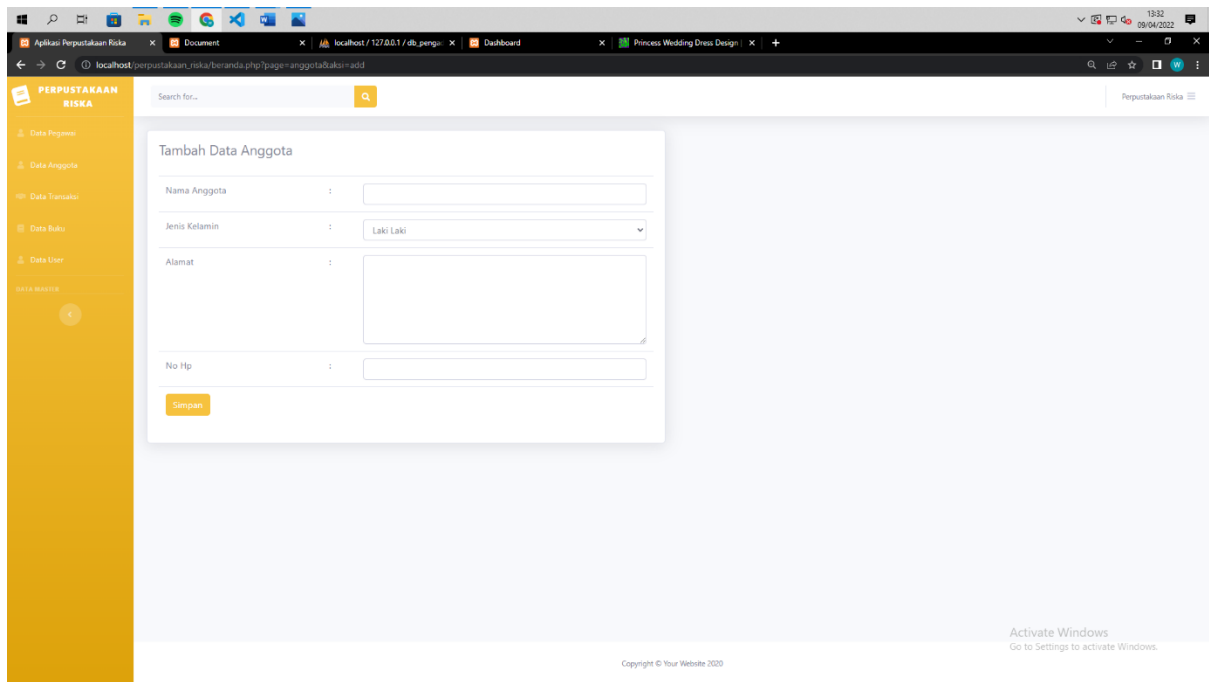 13:32
09/04/2022
Aplikasi Perpustakaan Riska
Document
localhost / 127.0.0.1 / db_pengad
Dashboard
Princess Wedding Dress Design |
localhost/perpustakaan_riska/beranda.php?page=anggota&aksi=add
W
PERPUSTAKAAN
RISKA
Search for...
Perpustakaan Riska
Data Pegawai
Data Anggota
Data Transaksi
Data Buku
Data User
DATA MASTER
Tambah Data Anggota
Nama Anggota :
Jenis Kelamin : Laki Laki
Alamat :
No Hp :
Simpan
Activate Windows
Go to Settings to activate Windows.
Copyright © Your Website 2020